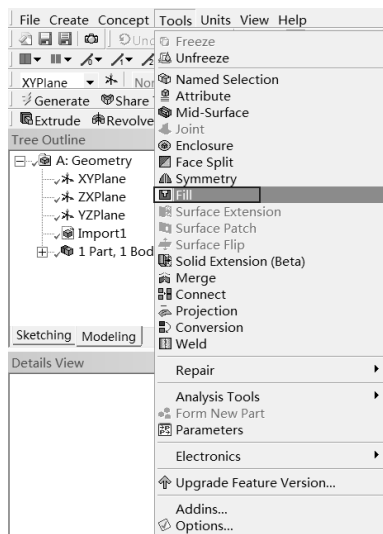 File Create Concept Tools Units View Help
Und
Freeze
Unfreeze
XYPlane
Nor
Named Selection
Attribute
Generate
Share
Mid-Surface
Extrude
Revolve
Joint
Enclosure
Tree Outline
Face Split
A: Geometry
Symmetry
XYPlane
Fill
ZXPlane
Surface Extension
YZPlane
Surface Patch
Import1
Surface Flip
1 Part, 1 Bod
Solid Extension (Beta)
Merge
Connect
Projection
Conversion
Sketching Modeling
Weld
Details View
Repair
Analysis Tools
Form New Part
Parameters
Electronics
Upgrade Feature Version...
Addins...
Options...